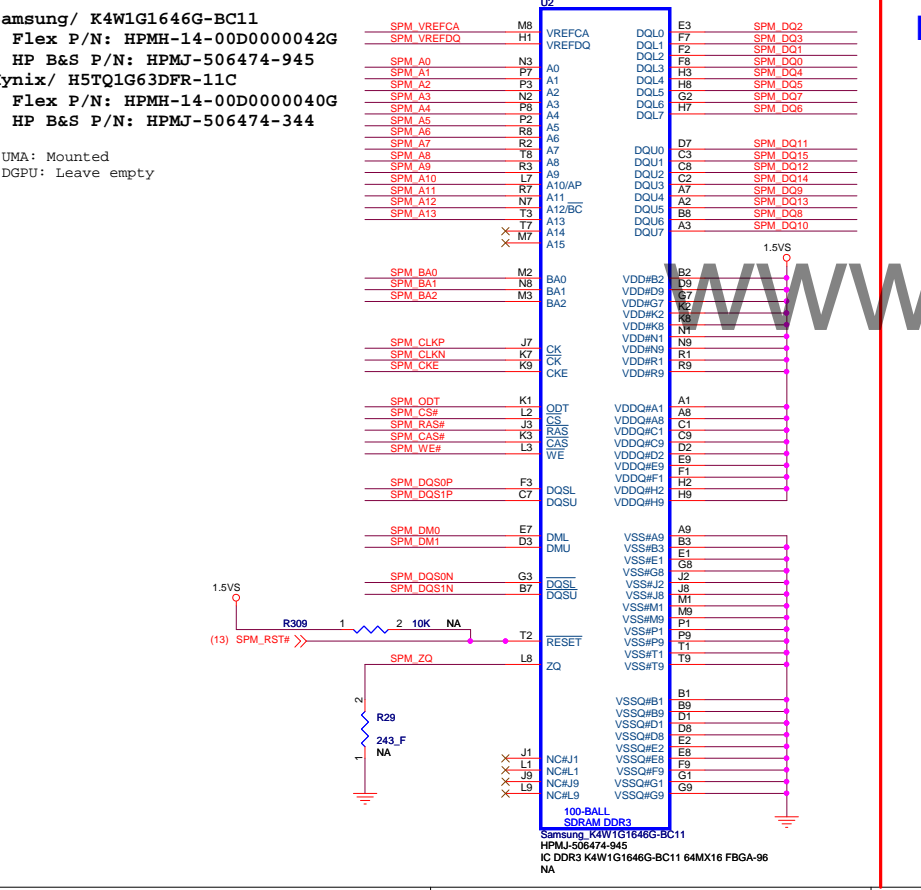 U2
amsung/ K4W1G1646G-BC11
Flex P/N: HPMH-14-00D0000042G
HP B&S P/N: HPMJ-506474-945
ynix/ H5TQ1G63DFR-11C
Flex P/N: HPMH-14-00D0000040G
HP B&S P/N: HPMJ-506474-344
UMA: Mounted
DGPU: Leave empty
SPM_VREFCA M8 VREFCA
SPM_VREFDQ H1 VREFDQ
SPM_A0 N3 A0
SPM_A1 P7 A1
SPM_A2 P3 A2
SPM_A3 N2 A3
SPM_A4 P8 A4
SPM_A5 P2 A5
SPM_A6 R8 A6
SPM_A7 R2 A7
SPM_A8 T8 A8
SPM_A9 R3 A9
SPM_A10 L7 A10/AP
SPM_A11 R7 A11
SPM_A12 N7 A12/BC
SPM_A13 T3 A13
T7 A14
M7 A15
SPM_BA0 M2 BA0
SPM_BA1 N8 BA1
SPM_BA2 M3 BA2
SPM_CLKP J7 CK
SPM_CLKN K7 CK
SPM_CKE K9 CKE
SPM_ODT K1 ODT
SPM_CS# L2 CS
SPM_RAS# J3 RAS
SPM_CAS# K3 CAS
SPM_WE# L3 WE
SPM_DQS0P F3 DQSL
SPM_DQS1P C7 DQSU
SPM_DM0 E7 DML
SPM_DM1 D3 DMU
SPM_DQS0N G3 DQSL
SPM_DQS1N B7 DQSU
1.5VS
R309 1 2 10K NA
(13) SPM_RST# T2 RESET
SPM_ZQ L8 ZQ
2
R29
243_F
NA
1
J1 NC#J1
L1 NC#L1
J9 NC#J9
L9 NC#L9
DQL0 E3 SPM_DQ2
DQL1 F7 SPM_DQ3
DQL2 F2 SPM_DQ1
DQL3 F8 SPM_DQ0
DQL4 H3 SPM_DQ4
DQL5 H8 SPM_DQ5
DQL6 G2 SPM_DQ7
DQL7 H7 SPM_DQ6
DQU0 D7 SPM_DQ11
DQU1 C3 SPM_DQ15
DQU2 C8 SPM_DQ12
DQU3 C2 SPM_DQ14
DQU4 A7 SPM_DQ9
DQU5 A2 SPM_DQ13
DQU6 B8 SPM_DQ8
DQU7 A3 SPM_DQ10
1.5VS
VDD#B2 B2
VDD#D9 D9
VDD#G7 G7
VDD#K2 K2
VDD#K8 K8
VDD#N1 N1
VDD#N9 N9
VDD#R1 R1
VDD#R9 R9
VDDQ#A1 A1
VDDQ#A8 A8
VDDQ#C1 C1
VDDQ#C9 C9
VDDQ#D2 D2
VDDQ#E9 E9
VDDQ#F1 F1
VDDQ#H2 H2
VDDQ#H9 H9
VSS#A9 A9
VSS#B3 B3
VSS#E1 E1
VSS#G8 G8
VSS#J2 J2
VSS#J8 J8
VSS#M1 M1
VSS#M9 M9
VSS#P1 P1
VSS#P9 P9
VSS#T1 T1
VSS#T9 T9
VSSQ#B1 B1
VSSQ#B9 B9
VSSQ#D1 D1
VSSQ#D8 D8
VSSQ#E2 E2
VSSQ#E8 E8
VSSQ#F9 F9
VSSQ#G1 G1
VSSQ#G9 G9
100-BALL
SDRAM DDR3
Samsung_K4W1G1646G-BC11
HPMJ-506474-945
IC DDR3 K4W1G1646G-BC11 64MX16 FBGA-96
NA
ww